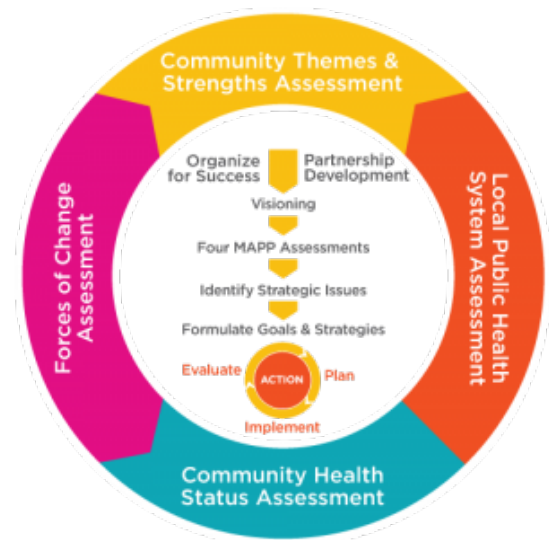 Community Themes &
Strengths Assessment
Organize
for Success
Partnership
Development
Visioning
Four MAPP Assessments
Identify Strategic Issues
Formulate Goals & Strategies
Evaluate
ACTION
Plan
Implement
Forces of Change
Assessment
Local Public Health
System Assessment
Community Health
Status Assessment